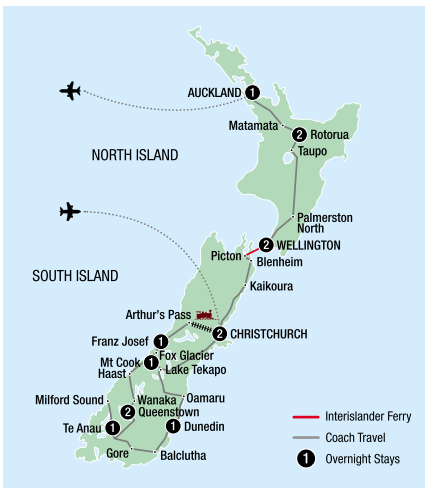 AUCKLAND 1
Matamata
2 Rotorua
Taupo
NORTH ISLAND
Palmerston
North
2 WELLINGTON
Picton
Blenheim
SOUTH ISLAND
Kaikoura
Arthur's Pass
2 CHRISTCHURCH
Franz Josef 1
Fox Glacier
Mt Cook 1
Lake Tekapo
Haast
Milford Sound
Wanaka
Oamaru
2 Queenstown
Te Anau 1
1 Dunedin
Gore
Balclutha
Interislander Ferry
Coach Travel
1 Overnight Stays